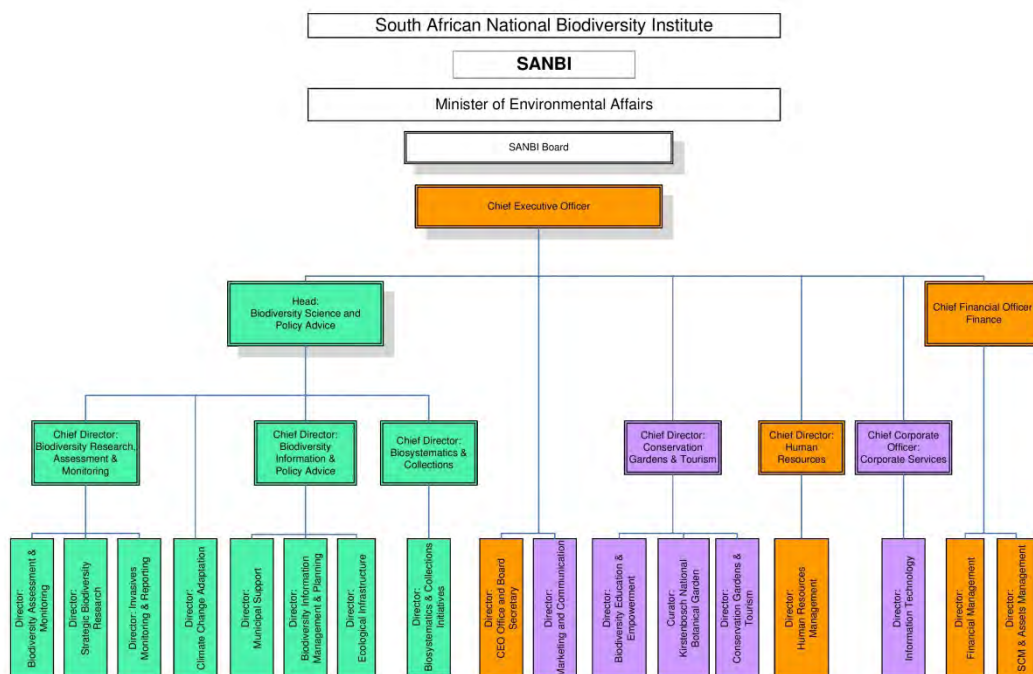 South African National Biodiversity Institute
SANBI
Minister of Environmental Affairs
SANBI Board
Chief Executive Officer
Head:
Biodiversity Science and
Policy Advice
Chief Financial Officer
Finance
Chief Director:
Biodiversity Research,
Assessment &
Monitoring
Chief Director:
Biodiversity
Information &
Policy Advice
Chief Director:
Biosystematics &
Collections
Chief Director:
Conservation
Gardens & Tourism
Chief Director:
Human
Resources
Chief Corporate
Officer:
Corporate Services
Director:
Biodiversity Assessment &
Monitoring
Director:
Strategic Biodiversity
Research
Director: Invasives
Monitoring & Reporting
Director:
Climate Change Adaptation
Director:
Municipal Support
Director:
Biodiversity Information
Management & Planning
Director:
Ecological Infrastructure
Director:
Biosystematics & Collections
Initiatives
Director:
CEO Office and Board
Secretary
Director:
Marketing and Communication
Director:
Biodiversity Education &
Empowerment
Curator:
Kirstenbosch National
Botanical Garden
Director:
Conservation Gardens &
Tourism
Director:
Human Resources
Management
Director:
Information Technology
Director:
Financial Management
Director:
SCM & Assets Management